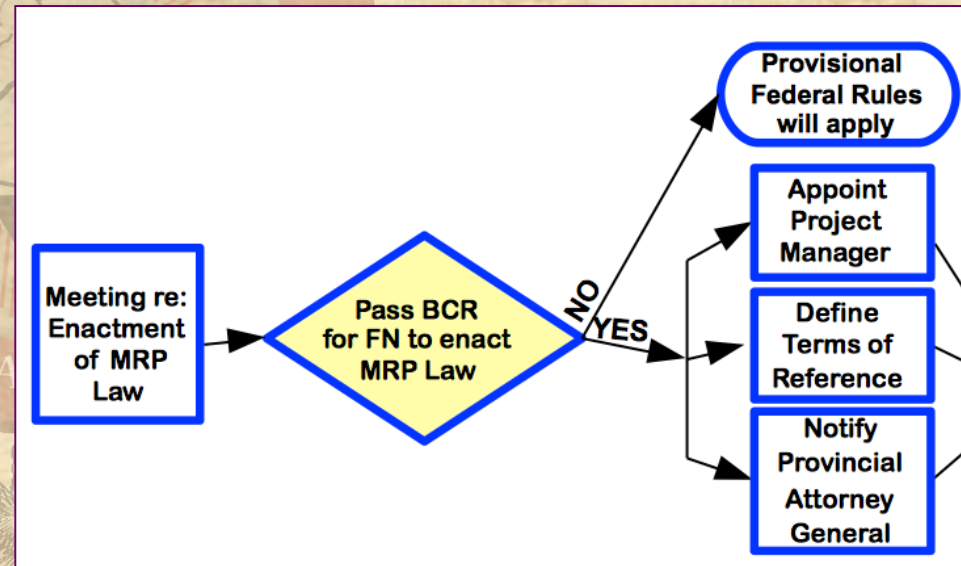 Meeting re:
Enactment
of MRP
Law
Pass BCR
for FN to enact
MRP Law
NO
YES
Provisional
Federal Rules
will apply
Appoint
Project
Manager
Define
Terms of
Reference
Notify
Provincial
Attorney
General